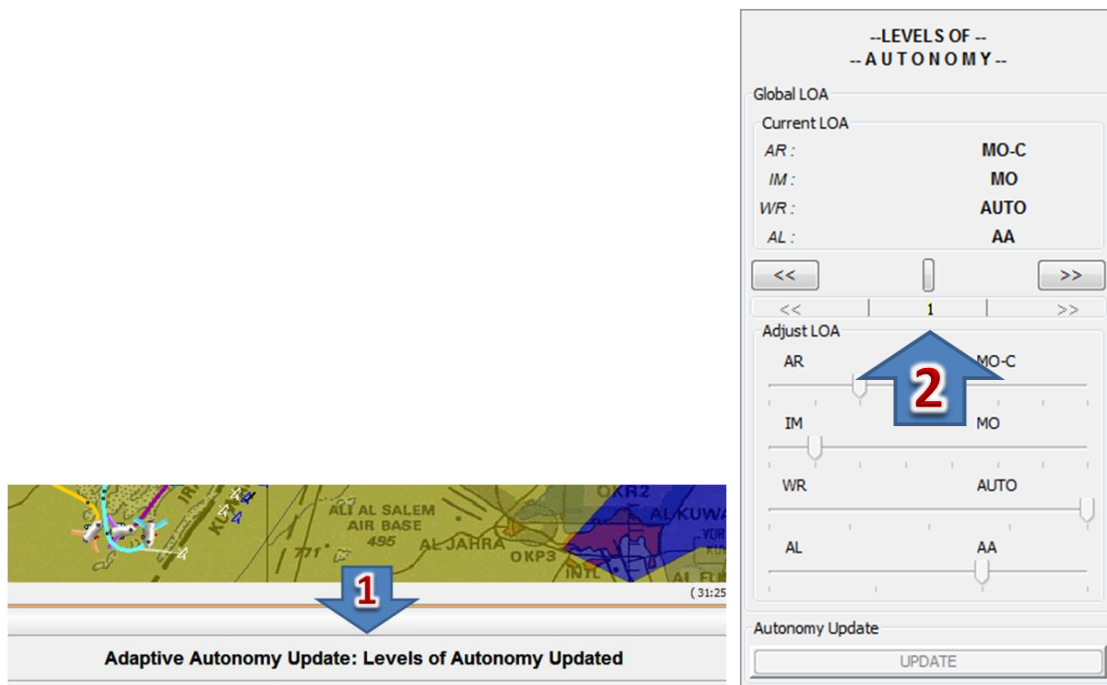 ALI AL SALEM
AIR BASE
495
771
AL JAHRA
OKP3
OKR2
INTL
( 31:25
1
Adaptive Autonomy Update: Levels of Autonomy Updated
--LEVELS OF --
-- A U T O N O M Y --
Global LOA
Current LOA
AR : MO-C
IM : MO
WR : AUTO
AL : AA
<< >>
<< | 1 | >>
Adjust LOA
AR MO-C
2
IM MO
WR AUTO
AL AA
Autonomy Update
UPDATE